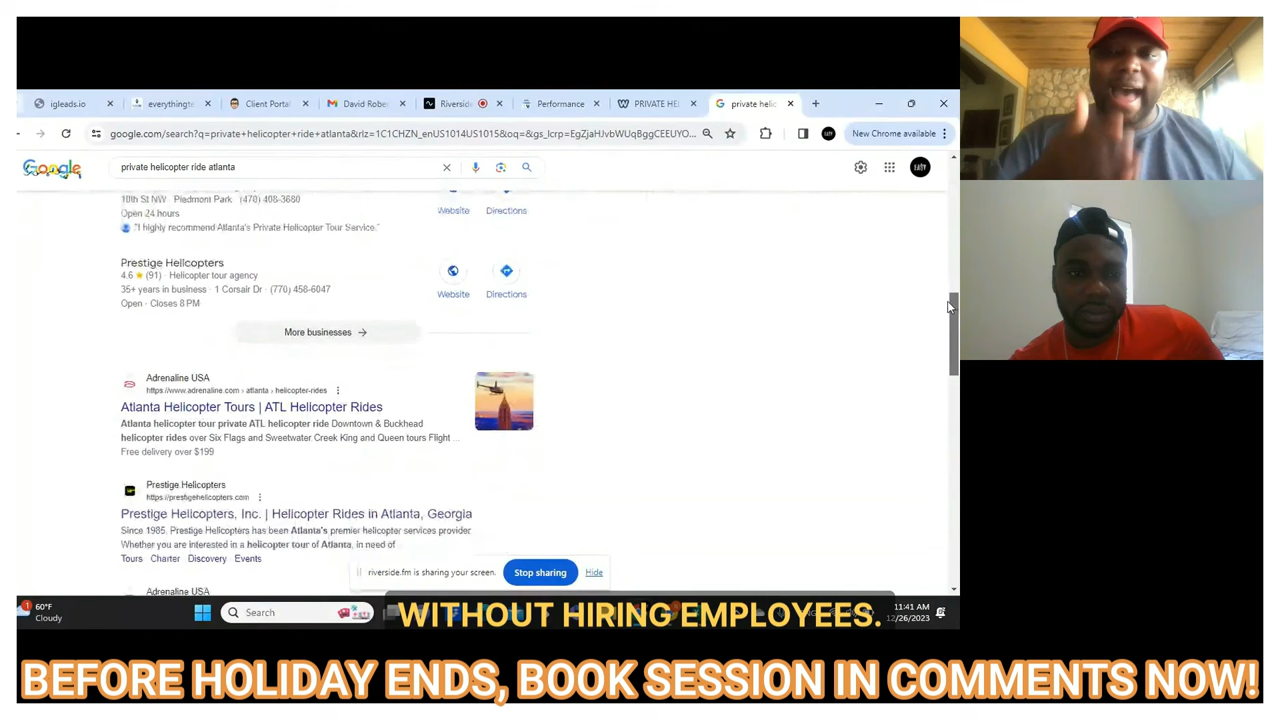 igleads.io
everythingte
Client Portal
David Rober
Riverside
Performance
PRIVATE HEL
private helic
google.com/search?q=private+helicopter+ride+atlanta&rlz=1C1CHZN_enUS1014US1015&oq=&gs_lcrp=EgZjaHJvbWUqBggCEEUYO...
New Chrome available
Google
private helicopter ride atlanta
10th St NW · Piedmont Park · (470) 408-3680
Open 24 hours
"I highly recommend Atlanta's Private Helicopter Tour Service."
Website
Directions
Prestige Helicopters
4.6 ★ (91) · Helicopter tour agency
35+ years in business · 1 Corsair Dr · (770) 458-6047
Open · Closes 8 PM
Website
Directions
More businesses →
Adrenaline USA
https://www.adrenaline.com › atlanta › helicopter-rides
Atlanta Helicopter Tours | ATL Helicopter Rides
Atlanta helicopter tour private ATL helicopter ride Downtown & Buckhead
helicopter rides over Six Flags and Sweetwater Creek King and Queen tours Flight ...
Free delivery over $199
Prestige Helicopters
https://prestigehelicopters.com
Prestige Helicopters, Inc. | Helicopter Rides in Atlanta, Georgia
Since 1985. Prestige Helicopters has been Atlanta's premier helicopter services provider.
Whether you are interested in a helicopter tour of Atlanta, in need of
Tours Charter Discovery Events
Adrenaline USA
riverside.fm is sharing your screen.
Stop sharing
Hide
1
60°F
Cloudy
Search
11:41 AM
12/26/2023
WITHOUT HIRING EMPLOYEES.
BEFORE HOLIDAY ENDS, BOOK SESSION IN COMMENTS NOW!